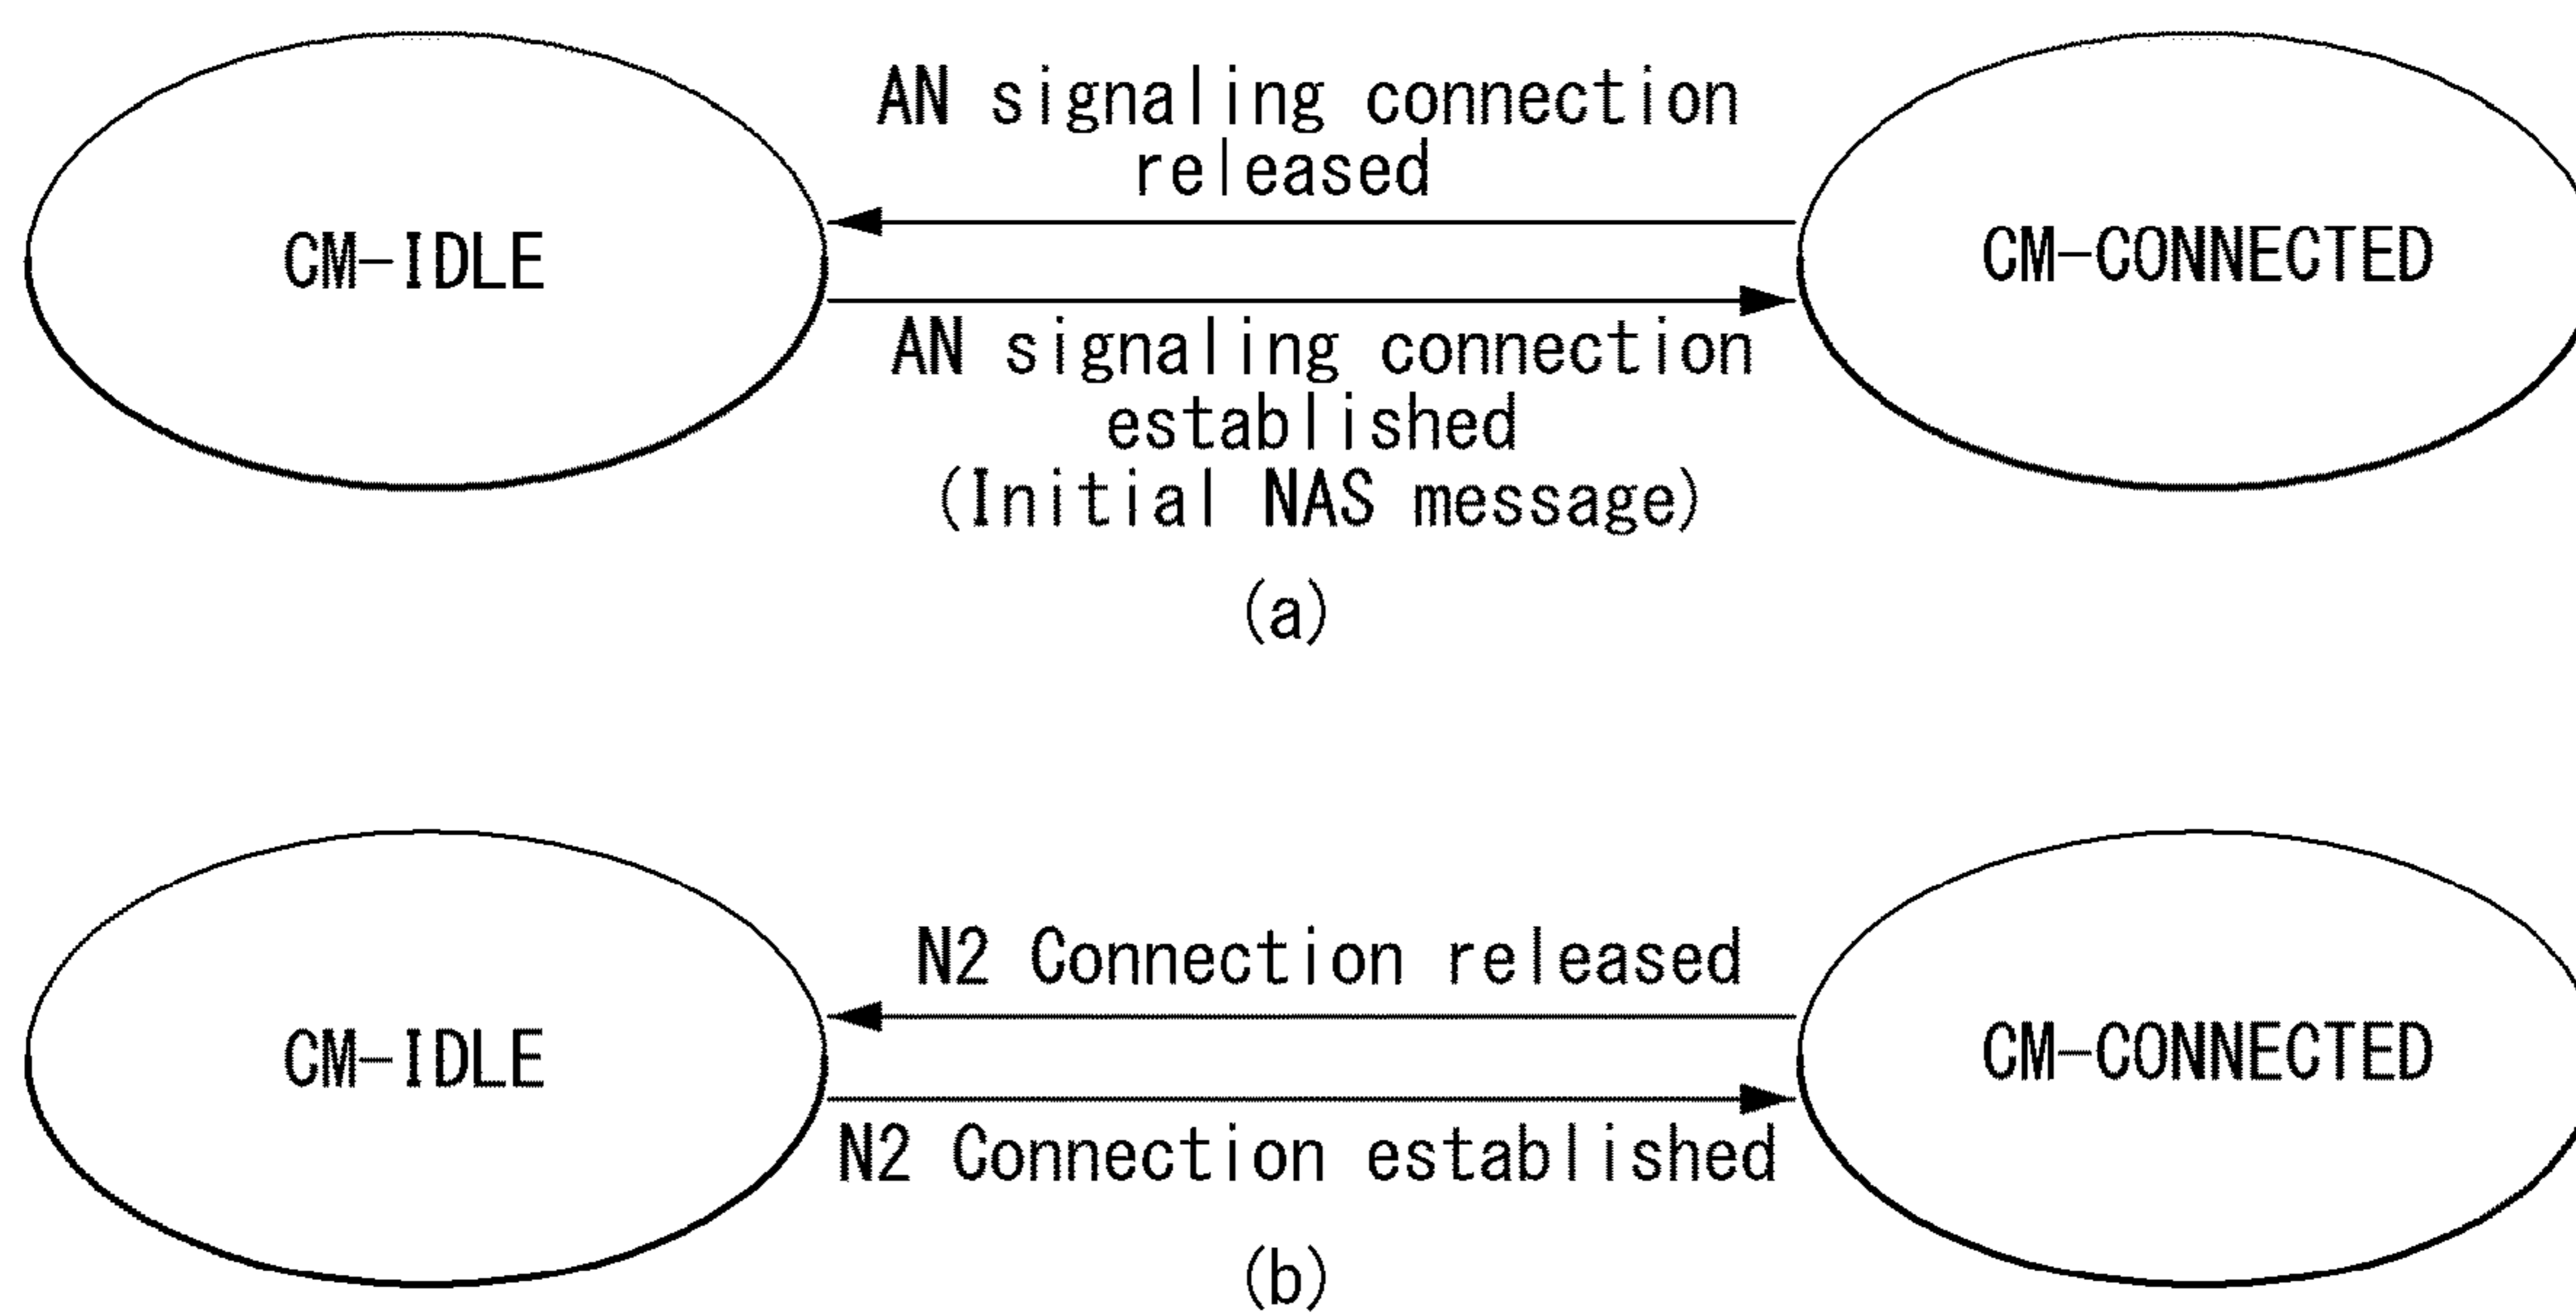 AN signaling connection
released
CM-IDLE
CM-CONNECTED
AN signaling connection
established
(Initial NAS message)
(a)
N2 Connection released
CM-IDLE
CM-CONNECTED
N2 Connection established
(b)